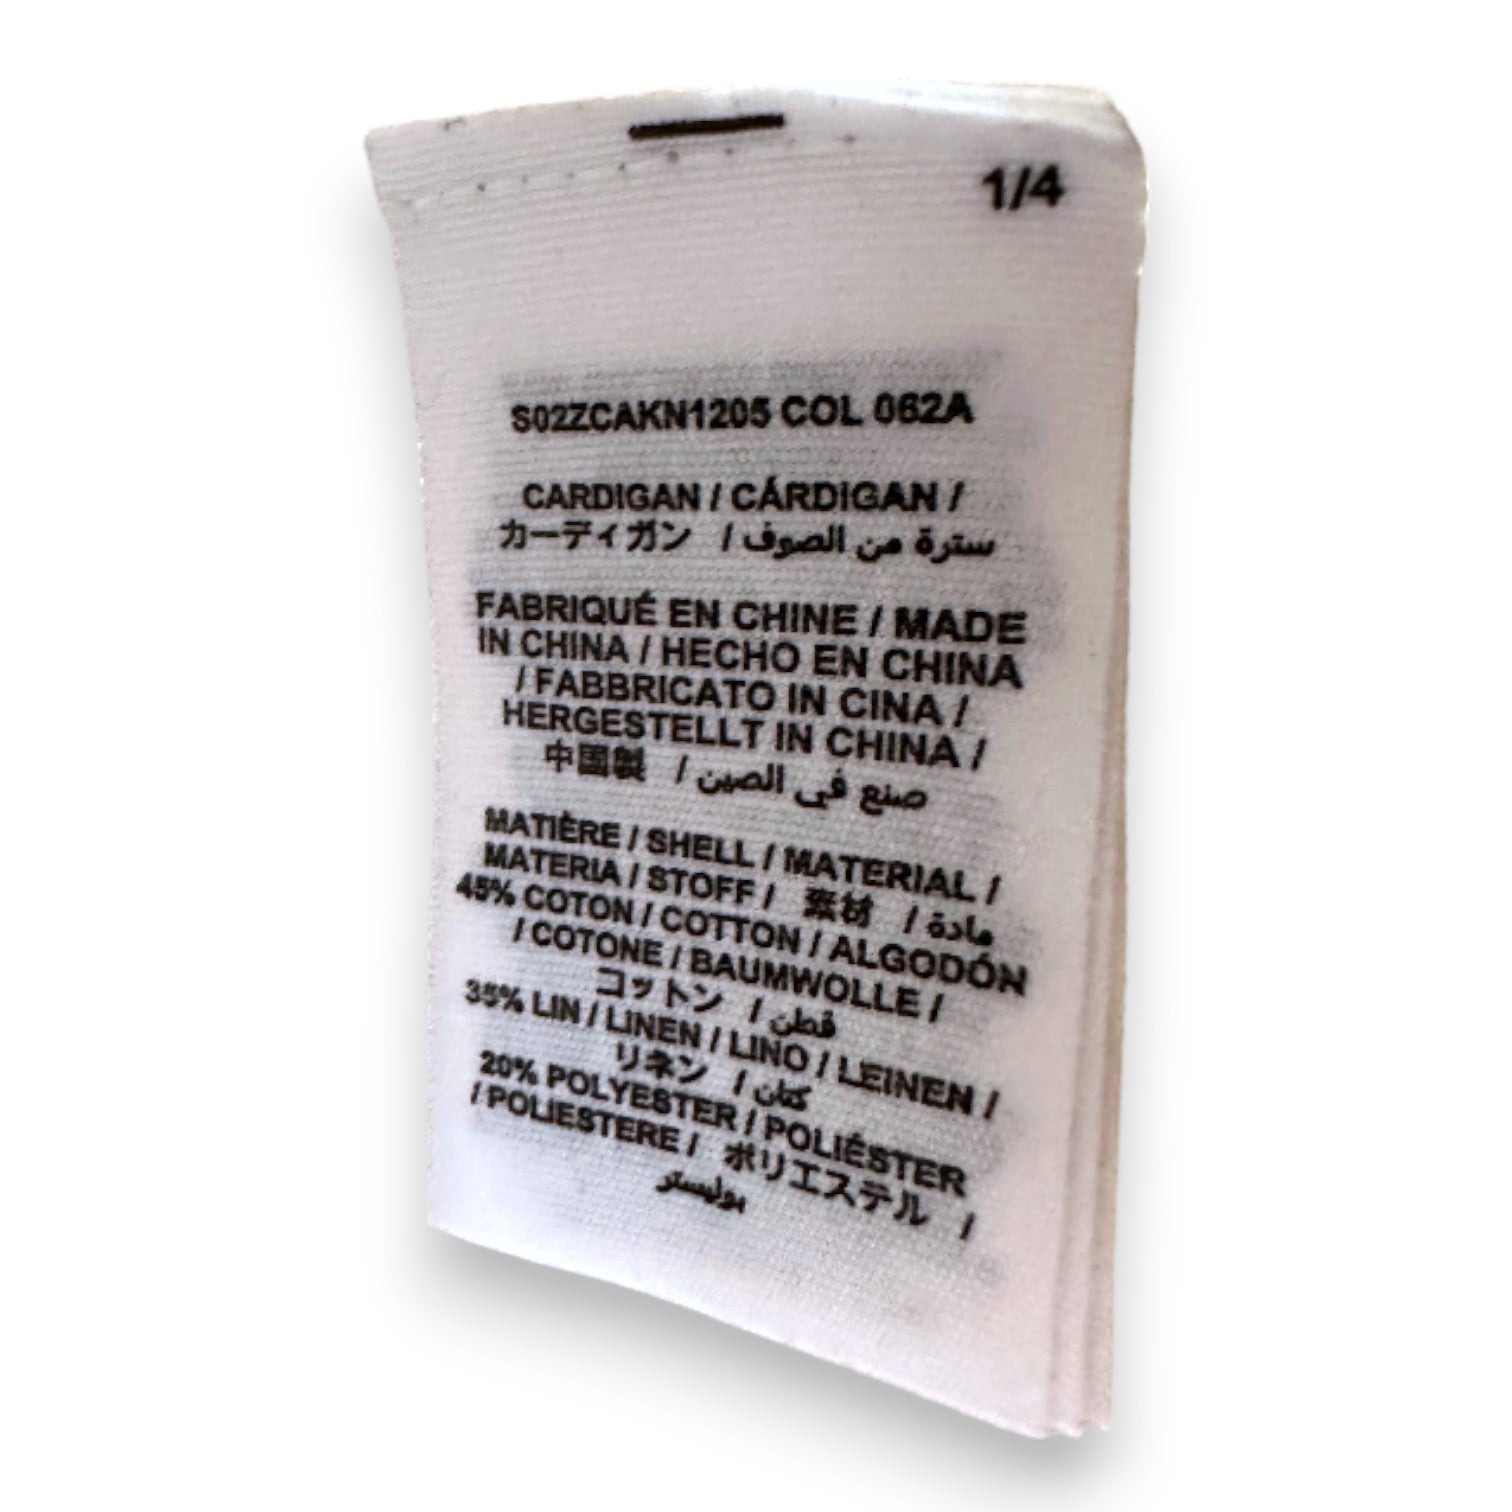 1/4
S02ZCAKN1205 COL 062A
CARDIGAN / CÁRDIGAN /
カーディガン / سترة من الصوف
FABRIQUÉ EN CHINE / MADE
IN CHINA / HECHO EN CHINA
/ FABBRICATO IN CINA /
HERGESTELLT IN CHINA /
中国製 / صنع في الصين
MATIÈRE / SHELL / MATERIAL /
MATERIA / STOFF / 素材 / مادة
45% COTON / COTTON / ALGODÓN
/ COTONE / BAUMWOLLE /
コットン / قطن
35% LIN / LINEN / LINO / LEINEN /
リネン / كتان
20% POLYESTER / POLIÉSTER
/ POLIESTERE / ポリエステル /
بوليستر